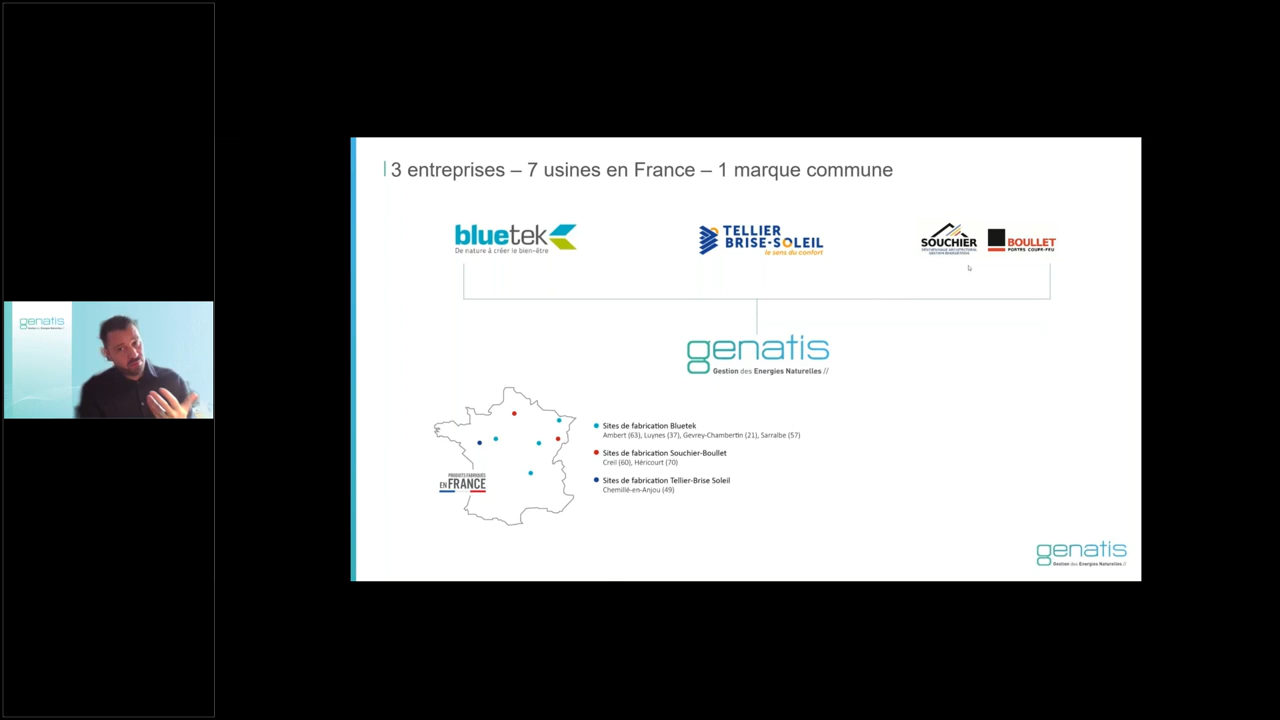 3 entreprises – 7 usines en France – 1 marque commune
bluetek
De nature à créer le bien-être
TELLIER
BRISE-SOLEIL
le sens du confort
SOUCHIER
BOULLET
PORTES COUPE-FEU
genatis
Gestion des Energies Naturelles //
genatis
Sites de fabrication Bluetek
Ambert (63), Luynes (37), Gevrey-Chambertin (21), Sarralbe (57)
Sites de fabrication Souchier-Boullet
Creil (60), Héricourt (70)
PRODUITS FABRIQUÉS
EN FRANCE
Sites de fabrication Tellier-Brise Soleil
Chemillé-en-Anjou (49)
genatis
Gestion des Energies Naturelles //